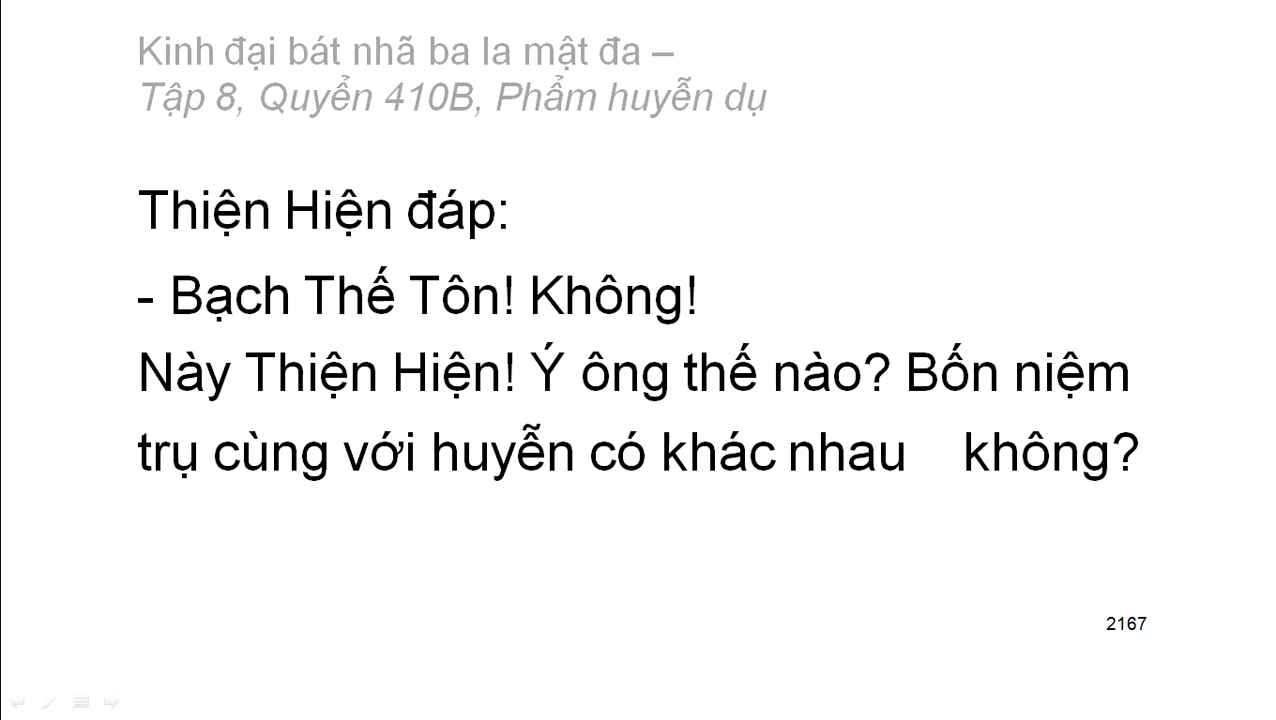 Kinh đại bát nhã ba la mật đa –
Tập 8, Quyển 410B, Phẩm huyễn dụ
Thiện Hiện đáp:
- Bạch Thế Tôn! Không!
Này Thiện Hiện! Ý ông thế nào? Bốn niệm
trụ cùng với huyễn có khác nhau không?
2167